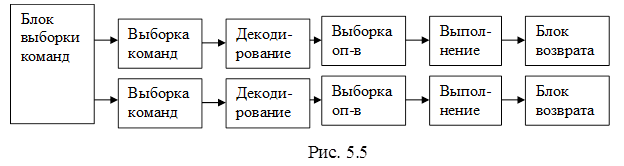 Блок
выборки
команд
Выборка
команд
Декоди-
рование
Выборка
оп-в
Выпол-
нение
Блок
возврата
Выборка
команд
Декоди-
рование
Выборка
оп-в
Выпол-
нение
Блок
возврата
Рис. 5.5